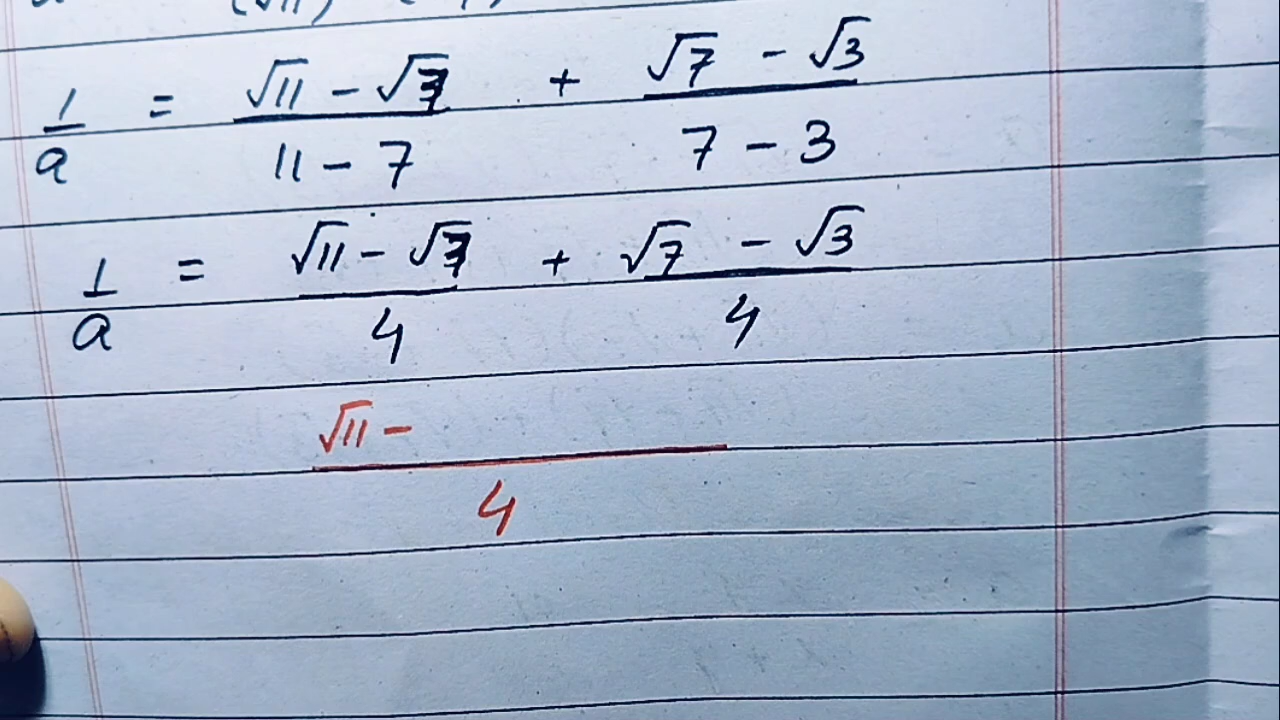 1/a = (√11 - √7)/(11 - 7) + (√7 - √3)/(7 - 3)
1/a = (√11 - √7)/4 + (√7 - √3)/4
(√11 -)/4